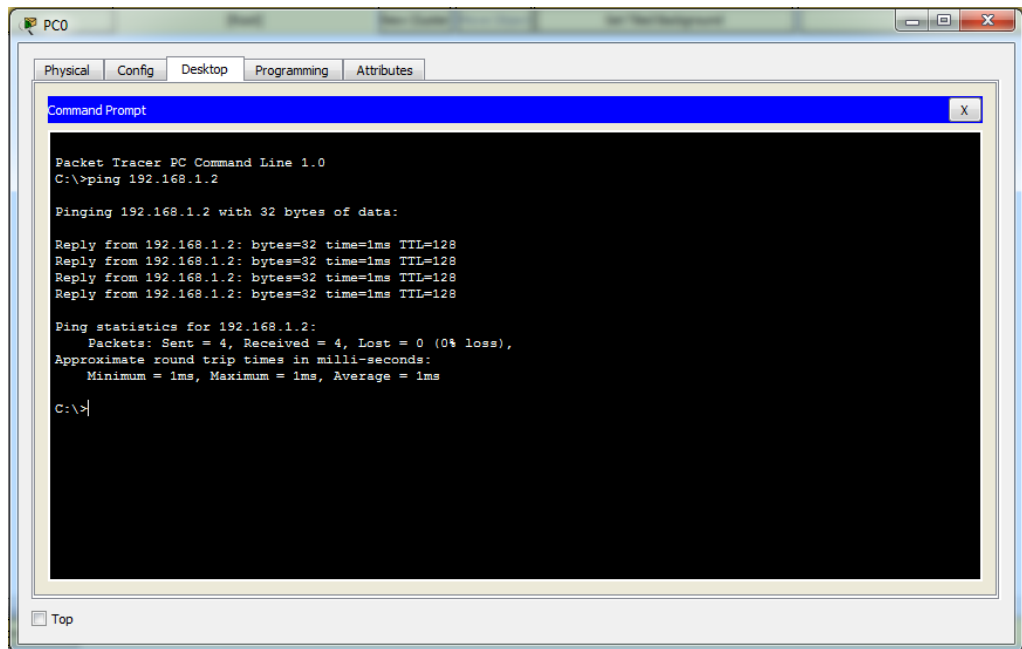 PC0
Physical Config Desktop Programming Attributes
Command Prompt
X
Packet Tracer PC Command Line 1.0
C:\>ping 192.168.1.2
Pinging 192.168.1.2 with 32 bytes of data:
Reply from 192.168.1.2: bytes=32 time=1ms TTL=128
Reply from 192.168.1.2: bytes=32 time=1ms TTL=128
Reply from 192.168.1.2: bytes=32 time=1ms TTL=128
Reply from 192.168.1.2: bytes=32 time=1ms TTL=128
Ping statistics for 192.168.1.2:
Packets: Sent = 4, Received = 4, Lost = 0 (0% loss),
Approximate round trip times in milli-seconds:
Minimum = 1ms, Maximum = 1ms, Average = 1ms
C:\>
Top